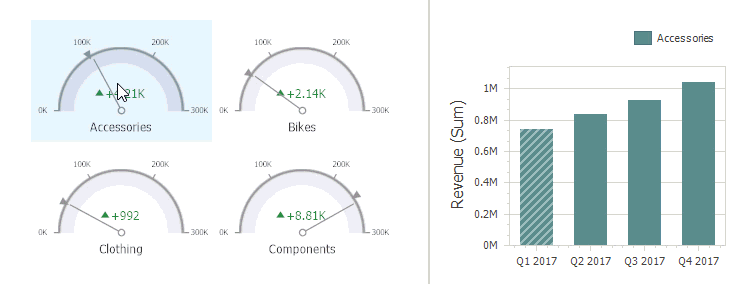 100K 200K
0K 300K
Accessories
100K 200K
+2.14K
0K 300K
Bikes
100K 200K
+992
0K 300K
Clothing
100K 200K
+8.81K
0K 300K
Components
Accessories
Revenue (Sum)
1M
0.8M
0.6M
0.4M
0.2M
0M
Q1 2017 Q2 2017 Q3 2017 Q4 2017